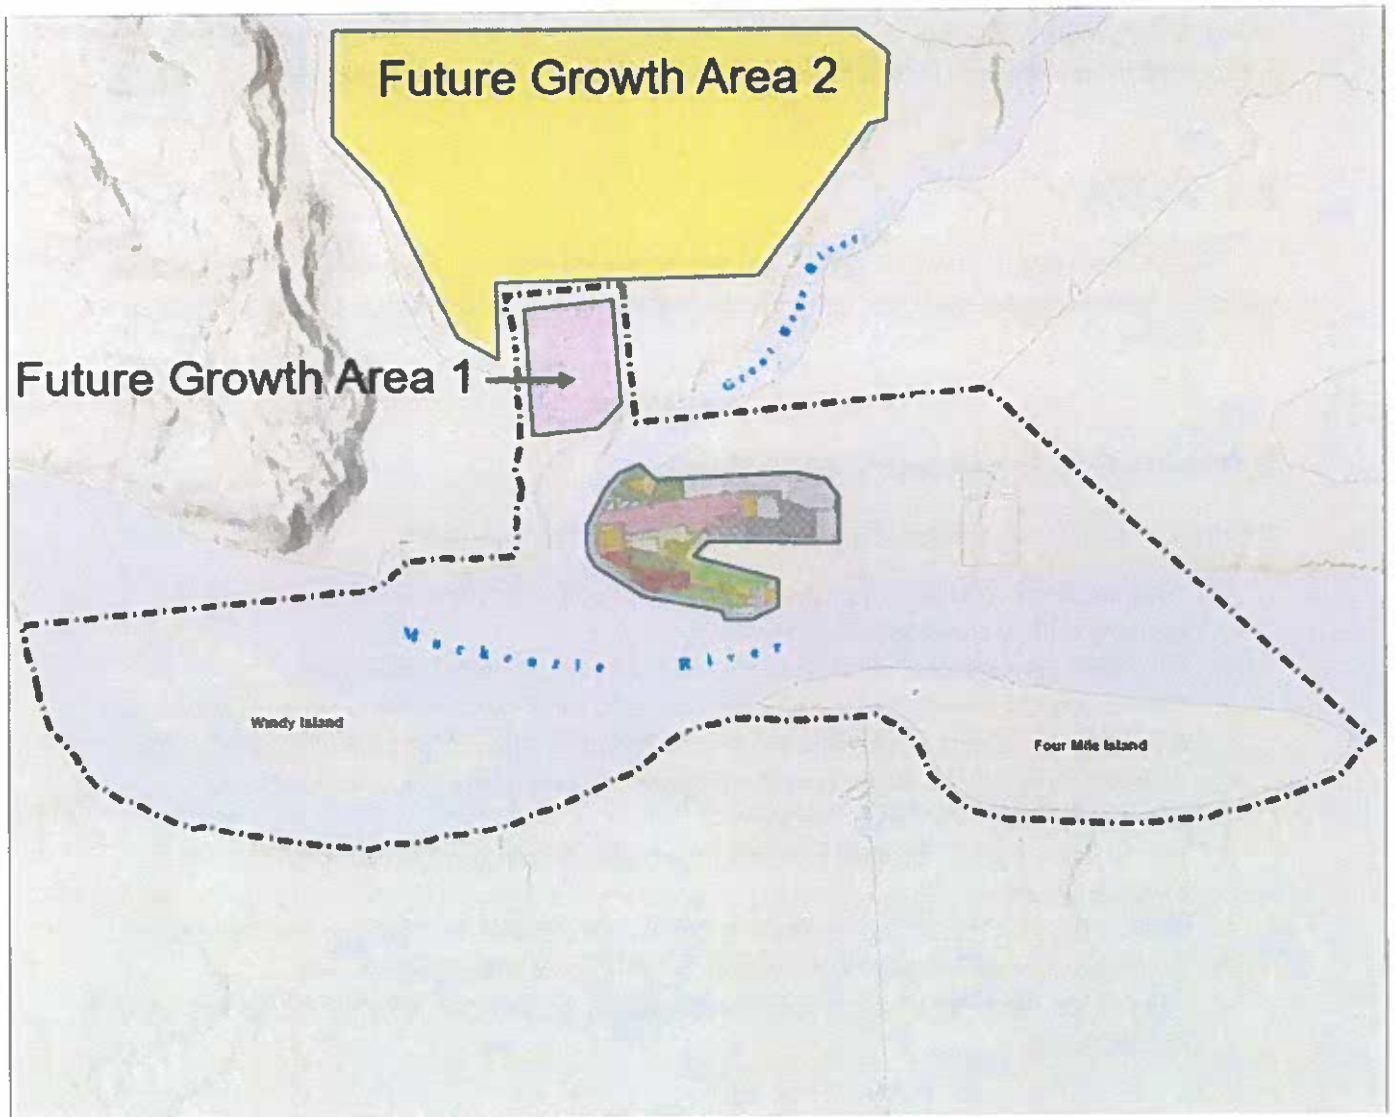 Future Growth Area 2
Great Bear River
Future Growth Area 1
Mackenzie River
Windy Island
Four Mile Island